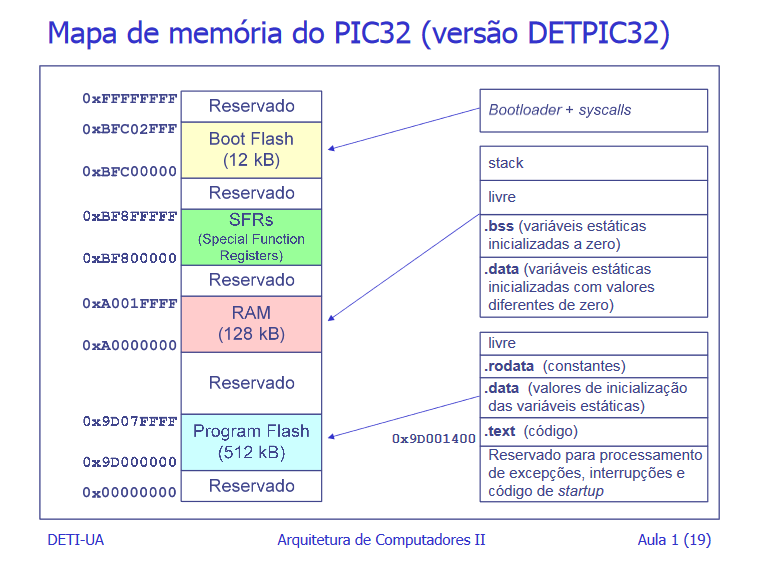 Mapa de memória do PIC32 (versão DETPIC32)
0xFFFFFFFF
Reservado
0xBFC02FFF
Boot Flash
(12 kB)
0xBFC00000
Reservado
0xBF8FFFFF
SFRs
(Special Function
Registers)
0xBF800000
Reservado
0xA001FFFF
RAM
(128 kB)
0xA0000000
Reservado
0x9D07FFFF
Program Flash
(512 kB)
0x9D000000
Reservado
0x00000000
Bootloader + syscalls
stack
livre
.bss (variáveis estáticas
inicializadas a zero)
.data (variáveis estáticas
inicializadas com valores
diferentes de zero)
livre
.rodata (constantes)
.data (valores de inicialização
das variáveis estáticas)
0x9D001400
.text (código)
Reservado para processamento
de excepções, interrupções e
código de startup
DETI-UA
Arquitetura de Computadores II
Aula 1 (19)